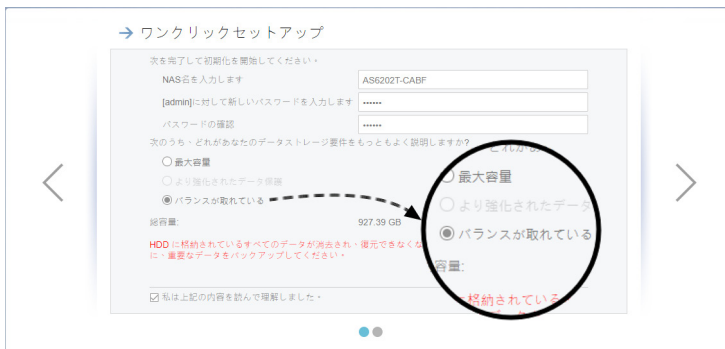 → ワンクリックセットアップ
次を完了して初期化を開始してください。
NAS名を入力します AS6202T-CABF
[admin]に対して新しいパスワードを入力します ••••••
パスワードの確認 ••••••
次のうち、どれがあなたのデータストレージ要件をもっともよく説明しますか?
最大容量
より強化されたデータ保護
バランスが取れている
総容量: 927.39 GB
HDD に格納されているすべてのデータが消去され、復元できなくな
に、重要なデータをバックアップしてください。
私は上記の内容を読んで理解しました。
最大容量
より強化されたデータ
バランスが取れている
容量:
格納されている